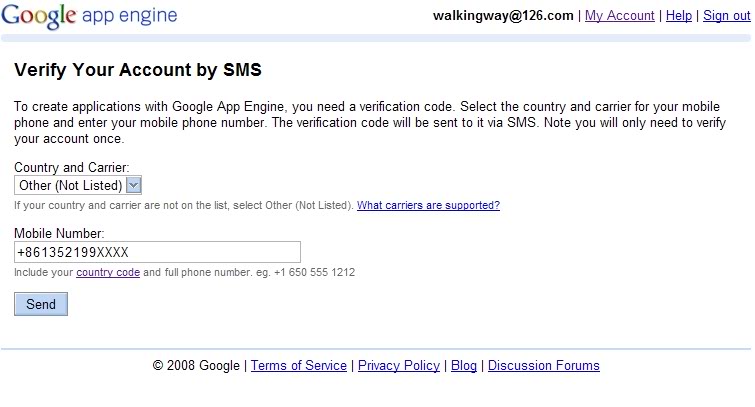 Google app engine
walkingway@126.com | My Account | Help | Sign out
Verify Your Account by SMS
To create applications with Google App Engine, you need a verification code. Select the country and carrier for your mobile
phone and enter your mobile phone number. The verification code will be sent to it via SMS. Note you will only need to verify
your account once.
Country and Carrier:
Other (Not Listed)
If your country and carrier are not on the list, select Other (Not Listed). What carriers are supported?
Mobile Number:
+861352199XXXX
Include your country code and full phone number. eg. +1 650 555 1212
Send
© 2008 Google | Terms of Service | Privacy Policy | Blog | Discussion Forums